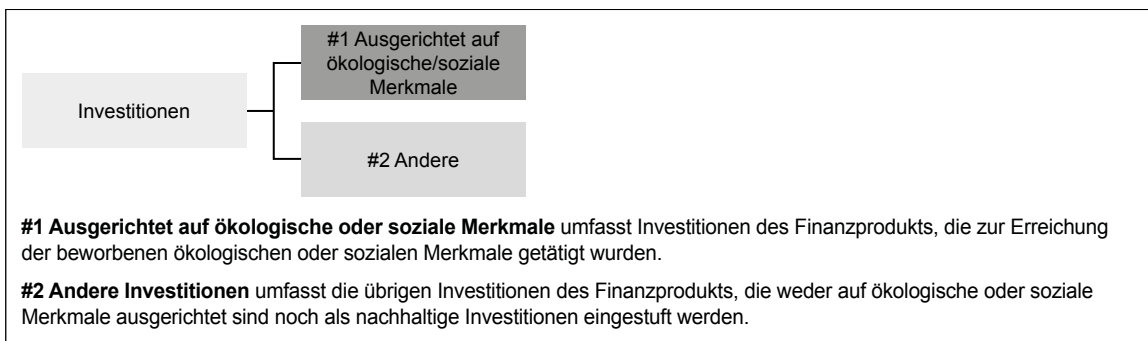 #1 Ausgerichtet auf
ökologische/soziale
Merkmale
Investitionen
#2 Andere
#1 Ausgerichtet auf ökologische oder soziale Merkmale umfasst Investitionen des Finanzprodukts, die zur Erreichung
der beworbenen ökologischen oder sozialen Merkmale getätigt wurden.
#2 Andere Investitionen umfasst die übrigen Investitionen des Finanzprodukts, die weder auf ökologische oder soziale
Merkmale ausgerichtet sind noch als nachhaltige Investitionen eingestuft werden.